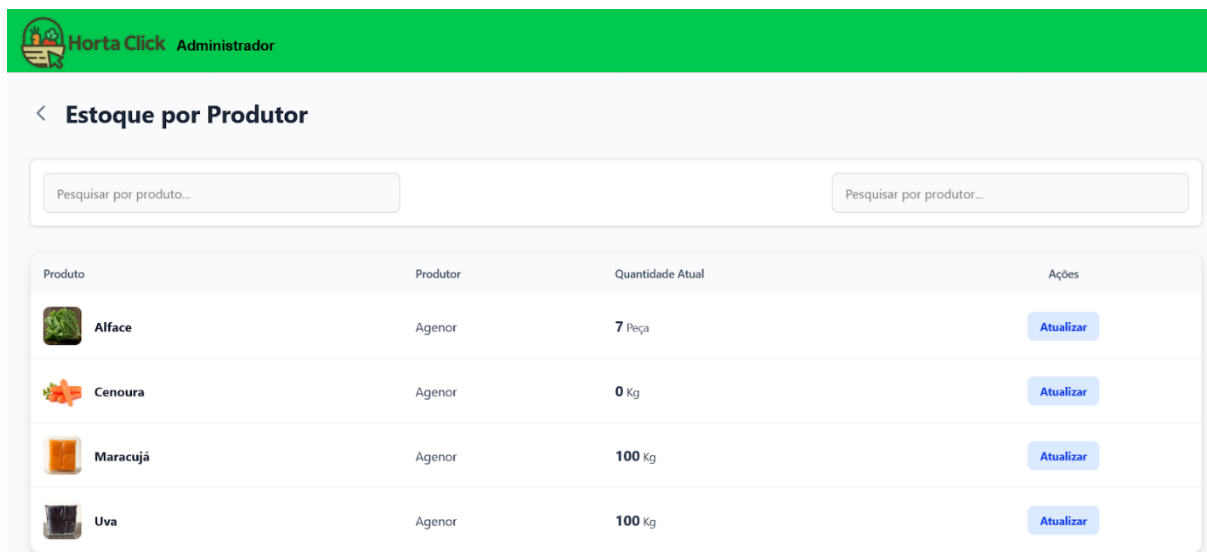 Horta Click Administrador
Estoque por Produtor
Pesquisar por produto... Pesquisar por produtor...
Produto Produtor Quantidade Atual Ações
Alface Agenor 7 Peça Atualizar
Cenoura Agenor 0 Kg Atualizar
Maracujá Agenor 100 Kg Atualizar
Uva Agenor 100 Kg Atualizar